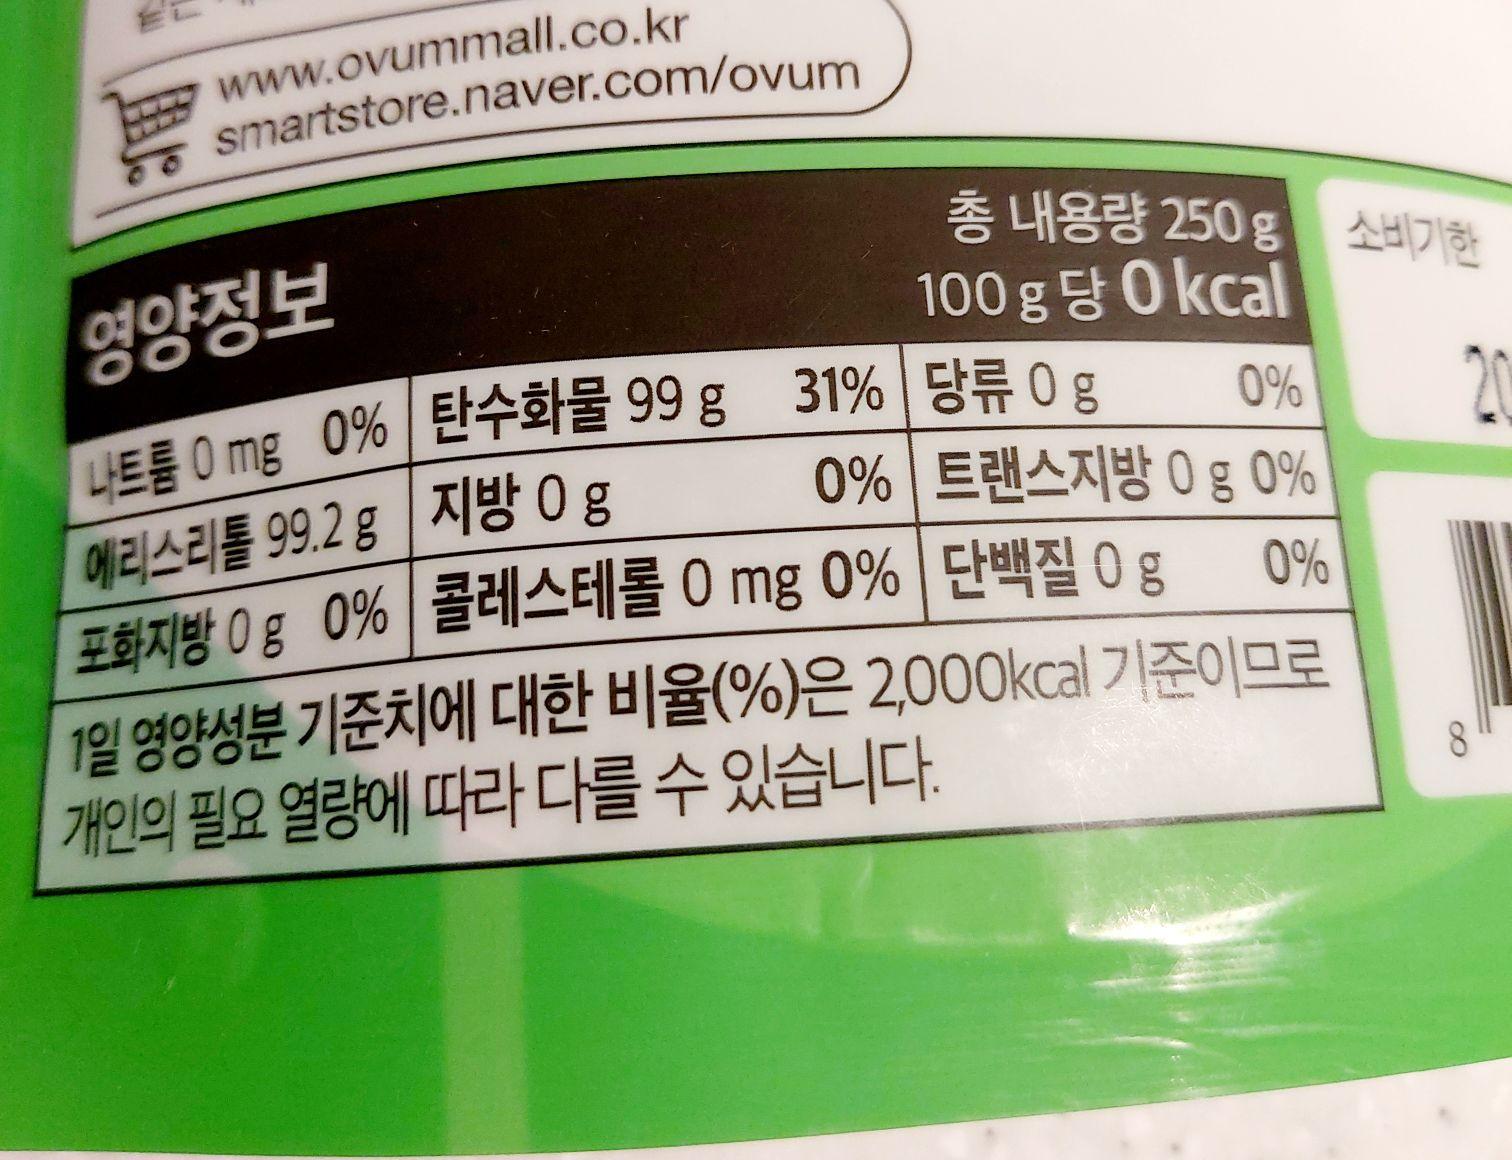 www.ovummall.co.kr
smartstore.naver.com/ovum
영양정보
총 내용량 250 g
100 g 당 0 kcal
나트륨 0 mg 0% 탄수화물 99 g 31% 당류 0 g 0%
에리스리톨 99.2 g 지방 0 g 0% 트랜스지방 0 g 0%
포화지방 0 g 0% 콜레스테롤 0 mg 0% 단백질 0 g 0%
1일 영양성분 기준치에 대한 비율(%)은 2,000kcal 기준이므로
개인의 필요 열량에 따라 다를 수 있습니다.
소비기한
20
8